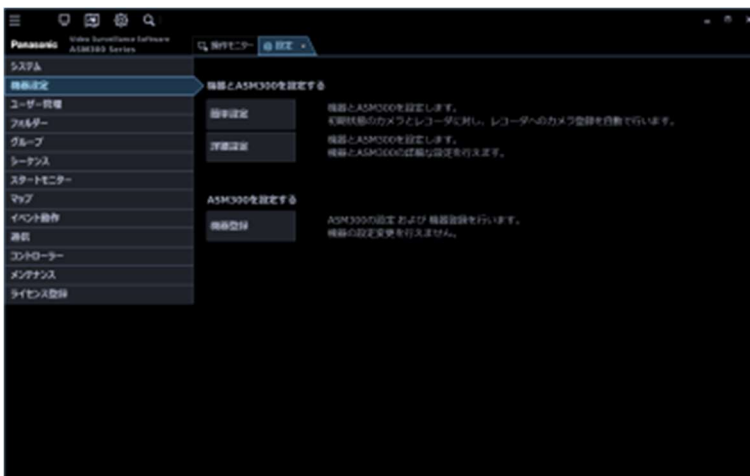 Panasonic
Video Surveillance Software
ASM300 Series
操作モニター
設定
システム
機器設定
ユーザー管理
フォルダー
グループ
シーケンス
スタートモニター
マップ
イベント動作
通信
コントローラー
メンテナンス
ライセンス登録
機器とASM300を設定する
簡単設定
機器とASM300を設定します。
初期状態のカメラとレコーダに対し、レコーダへのカメラ登録を自動で行います。
詳細設定
機器とASM300を設定します。
機器とASM300の詳細な設定を行えます。
ASM300を設定する
機器登録
ASM300の設定 および 機器登録を行います。
機器の設定変更を行えません。